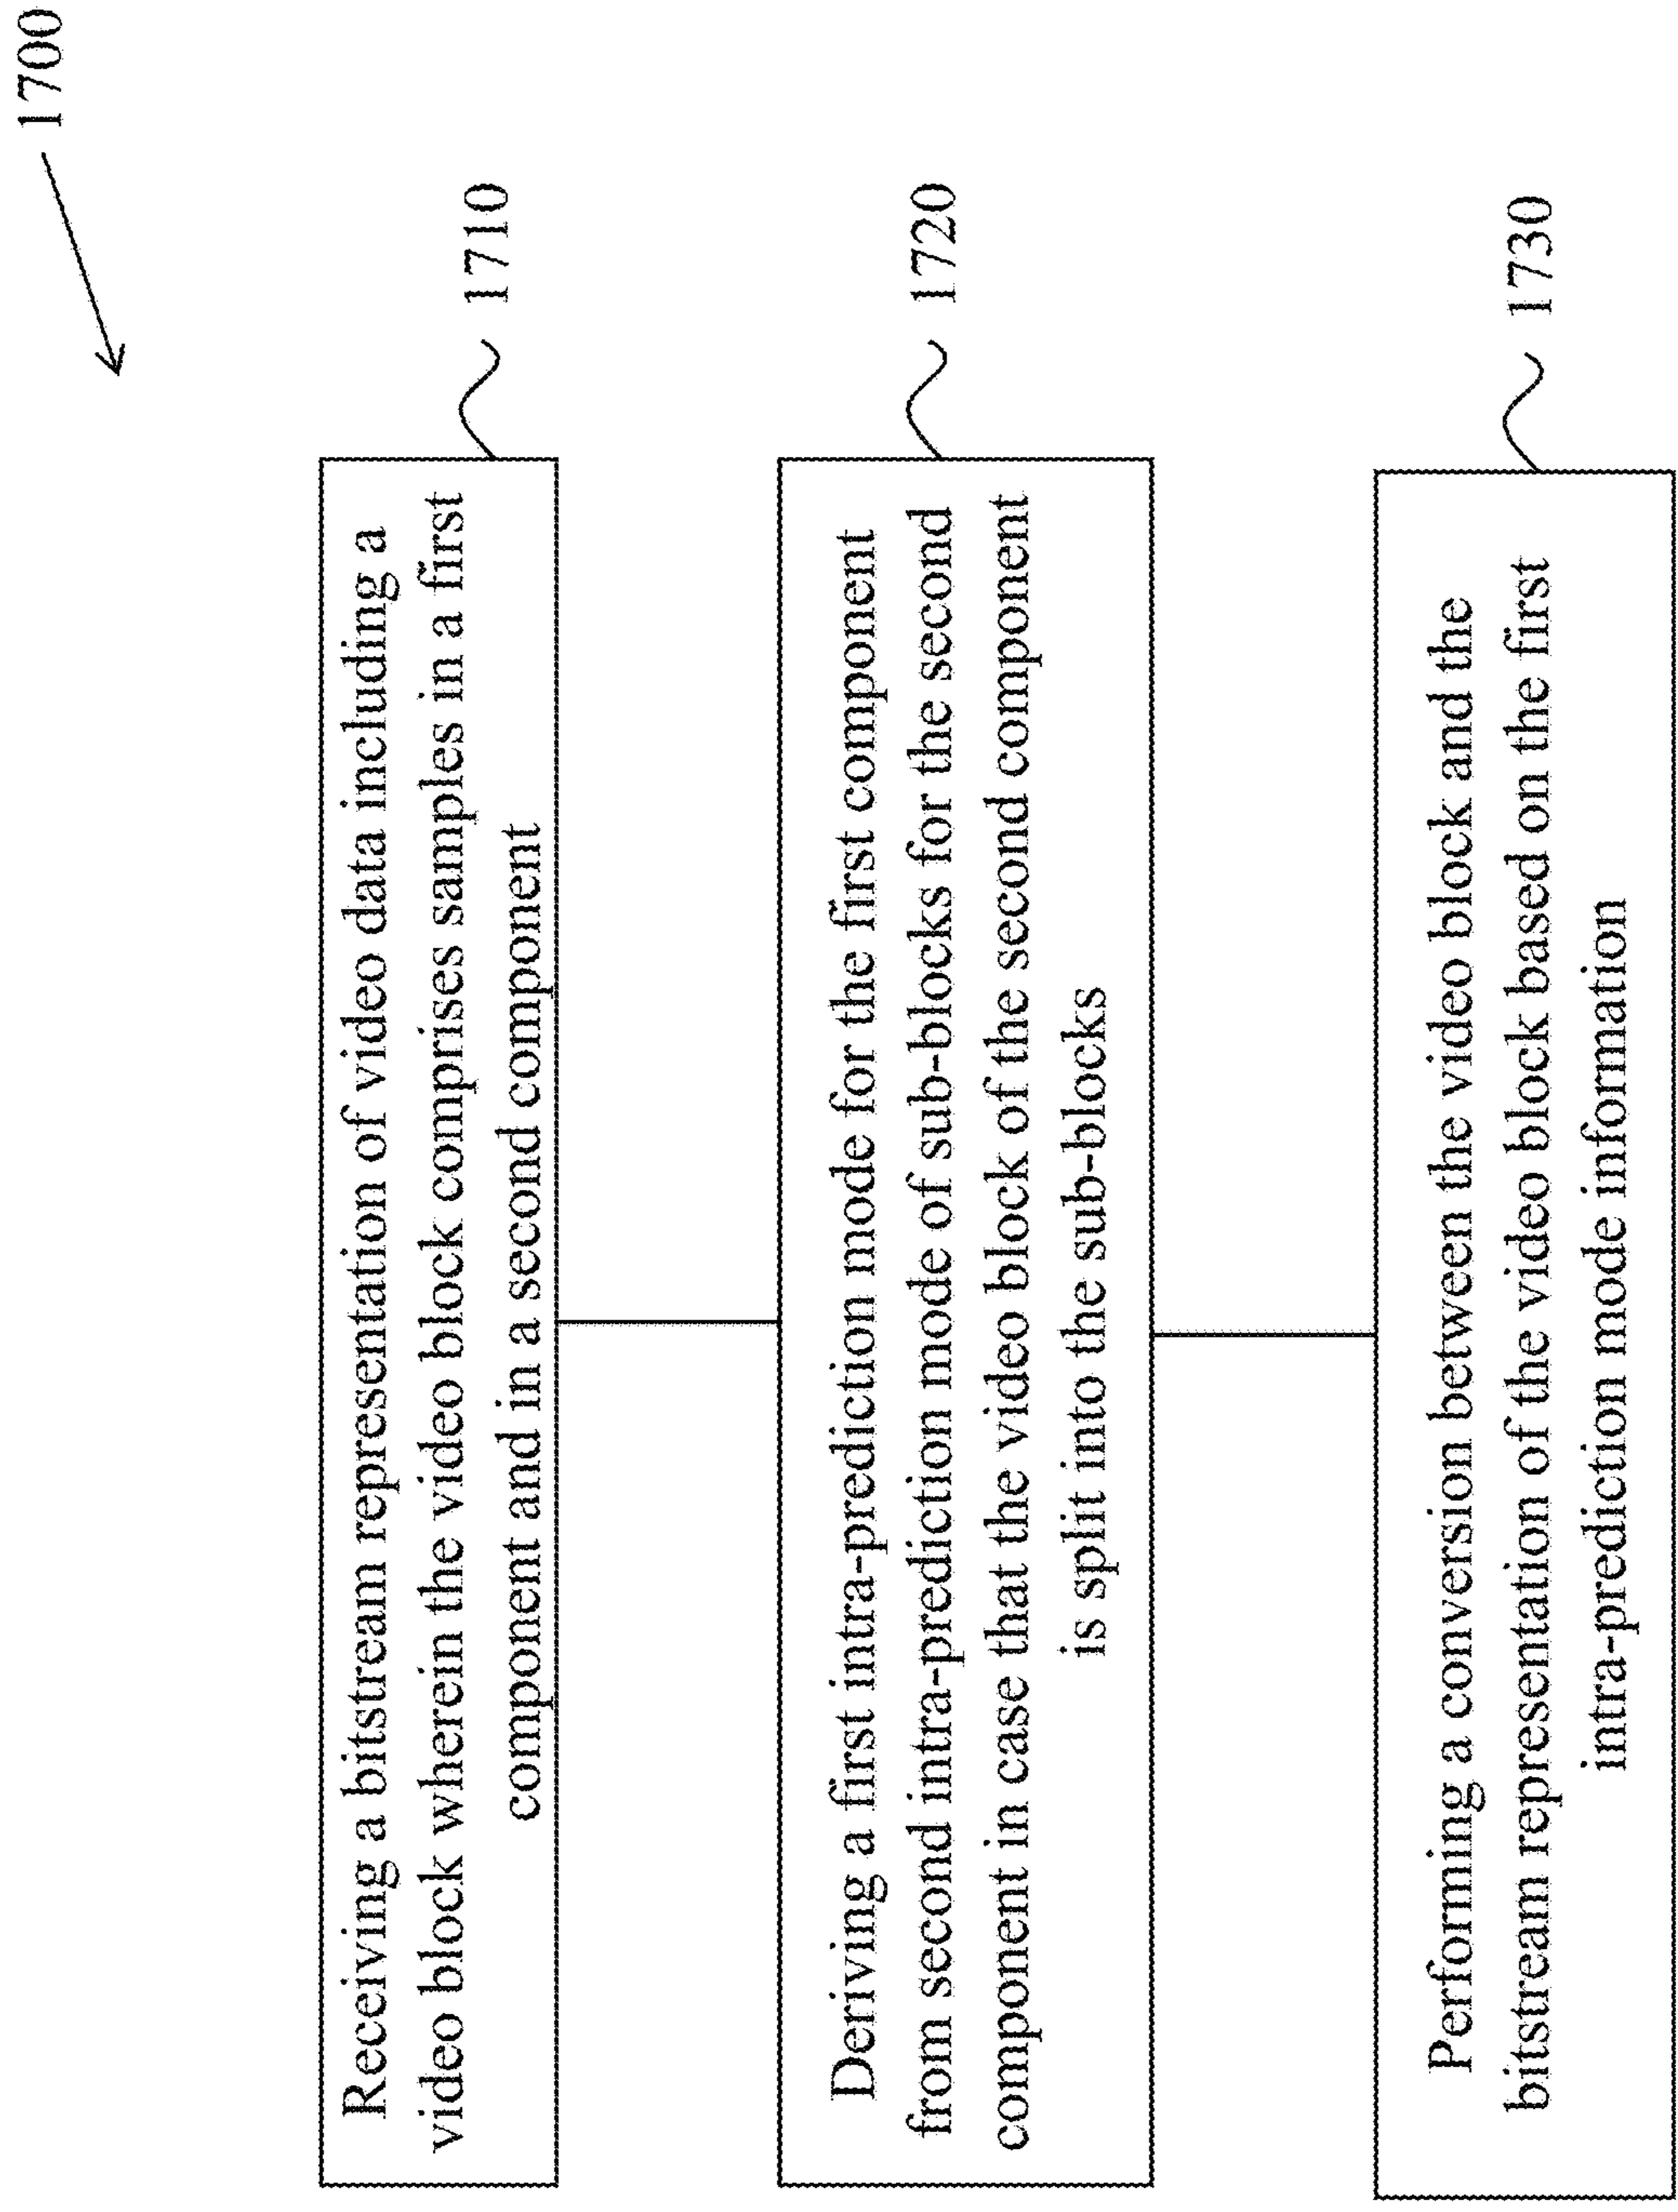 1700
Receiving a bitstream representation of video data including a
video block wherein the video block comprises samples in a first
component and in a second component
1710
Deriving a first intra-prediction mode for the first component
from second intra-prediction mode of sub-blocks for the second
component in case that the video block of the second component
is split into the sub-blocks
1720
Performing a conversion between the video block and the
bitstream representation of the video block based on the first
intra-prediction mode information
1730